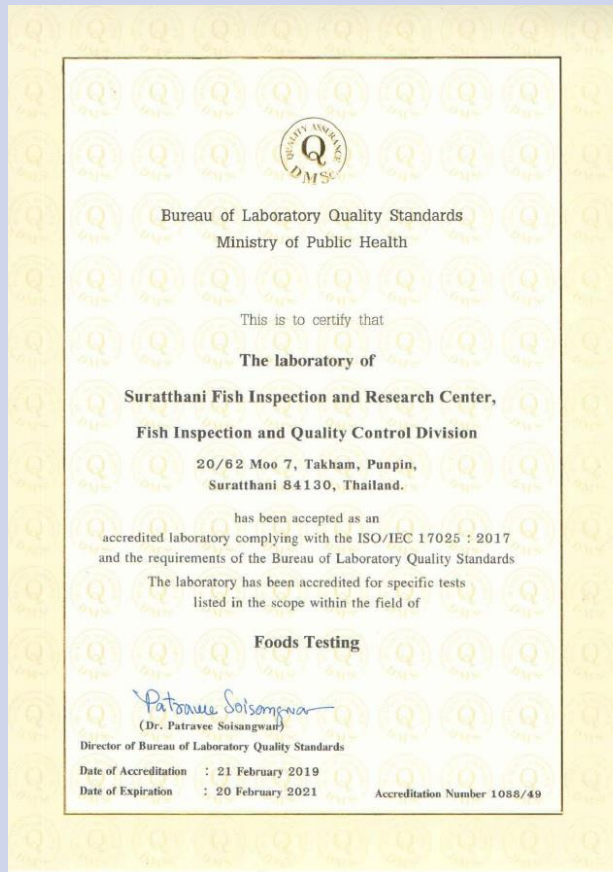 QUALITY ASSURANCE
Q
DMSc
Bureau of Laboratory Quality Standards
Ministry of Public Health
This is to certify that
The laboratory of
Suratthani Fish Inspection and Research Center,
Fish Inspection and Quality Control Division
20/62 Moo 7, Takham, Punpin,
Suratthani 84130, Thailand.
has been accepted as an
accredited laboratory complying with the ISO/IEC 17025 : 2017
and the requirements of the Bureau of Laboratory Quality Standards
The laboratory has been accredited for specific tests
listed in the scope within the field of
Foods Testing
Patravee Soisangwan
(Dr. Patravee Soisangwan)
Director of Bureau of Laboratory Quality Standards
Date of Accreditation : 21 February 2019
Date of Expiration : 20 February 2021 Accreditation Number 1088/49